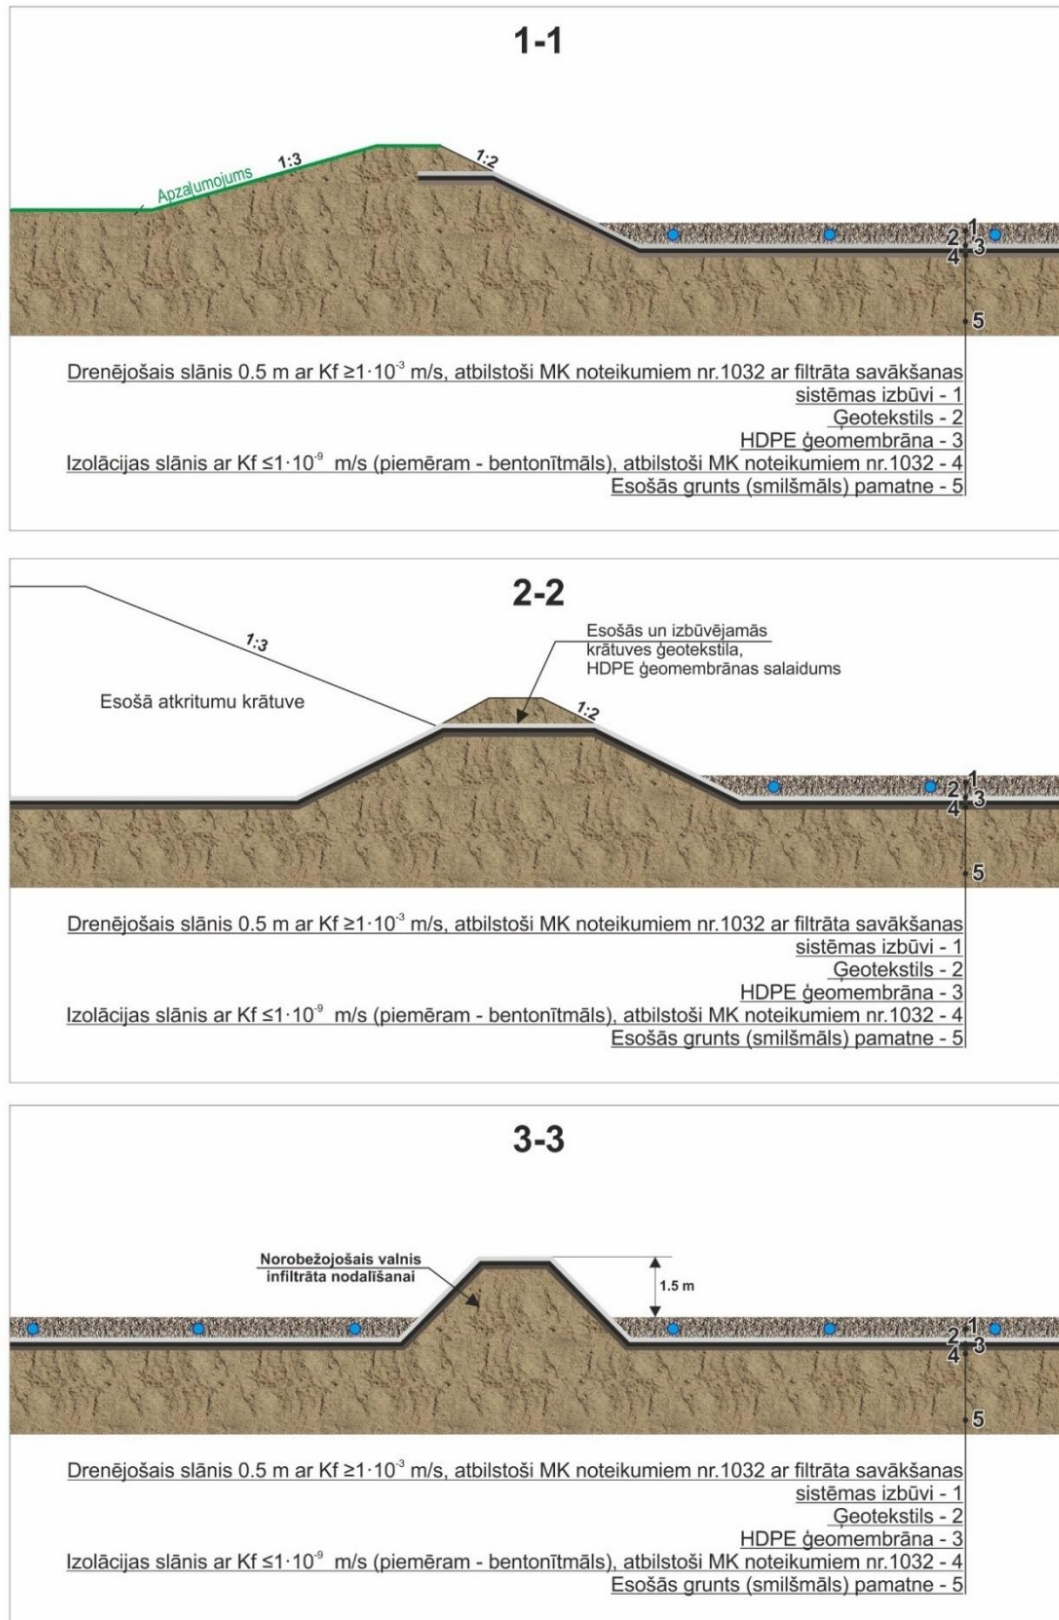 1-1
1:3
1:2
Apzaļumojums
1
2
3
4
5
Drenējošais slānis 0.5 m ar Kf ≥1·10⁻³ m/s, atbilstoši MK noteikumiem nr.1032 ar filtrāta savākšanas
sistēmas izbūvi - 1
Ģeotekstils - 2
HDPE ģeomembrāna - 3
Izolācijas slānis ar Kf ≤1·10⁻⁹ m/s (piemēram - bentonītmāls), atbilstoši MK noteikumiem nr.1032 - 4
Esošās grunts (smilšmāls) pamatne - 5
2-2
Esošās un izbūvējamās
krātuves ģeotekstila,
HDPE ģeomembrānas salaidums
1:3
Esošā atkritumu krātuve
1:2
1
2
3
4
5
Drenējošais slānis 0.5 m ar Kf ≥1·10⁻³ m/s, atbilstoši MK noteikumiem nr.1032 ar filtrāta savākšanas
sistēmas izbūvi - 1
Ģeotekstils - 2
HDPE ģeomembrāna - 3
Izolācijas slānis ar Kf ≤1·10⁻⁹ m/s (piemēram - bentonītmāls), atbilstoši MK noteikumiem nr.1032 - 4
Esošās grunts (smilšmāls) pamatne - 5
3-3
Norobežojošais valnis
infiltrāta nodalīšanai
1.5 m
1
2
3
4
5
Drenējošais slānis 0.5 m ar Kf ≥1·10⁻³ m/s, atbilstoši MK noteikumiem nr.1032 ar filtrāta savākšanas
sistēmas izbūvi - 1
Ģeotekstils - 2
HDPE ģeomembrāna - 3
Izolācijas slānis ar Kf ≤1·10⁻⁹ m/s (piemēram - bentonītmāls), atbilstoši MK noteikumiem nr.1032 - 4
Esošās grunts (smilšmāls) pamatne - 5